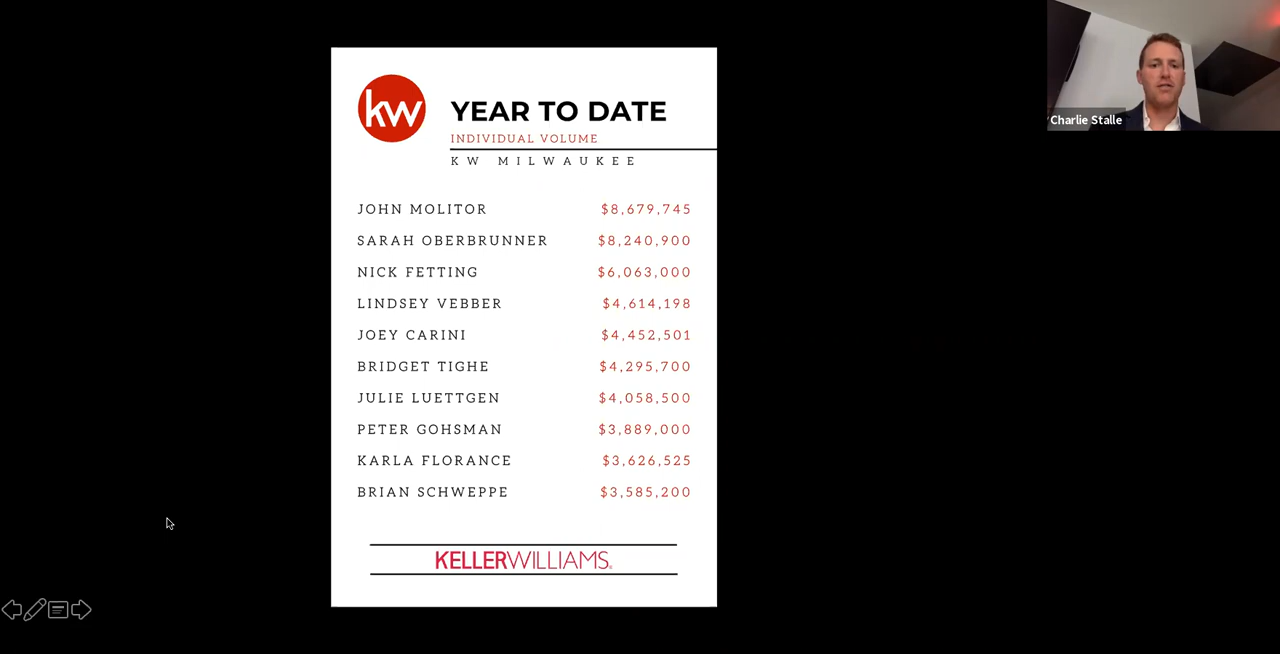 kw
YEAR TO DATE
INDIVIDUAL VOLUME
KW MILWAUKEE
JOHN MOLITOR $8,679,745
SARAH OBERBRUNNER $8,240,900
NICK FETTING $6,063,000
LINDSEY VEBBER $4,614,198
JOEY CARINI $4,452,501
BRIDGET TIGHE $4,295,700
JULIE LUETTGEN $4,058,500
PETER GOHSMAN $3,889,000
KARLA FLORANCE $3,626,525
BRIAN SCHWEPPE $3,585,200
KELLERWILLIAMS
Charlie Stalle